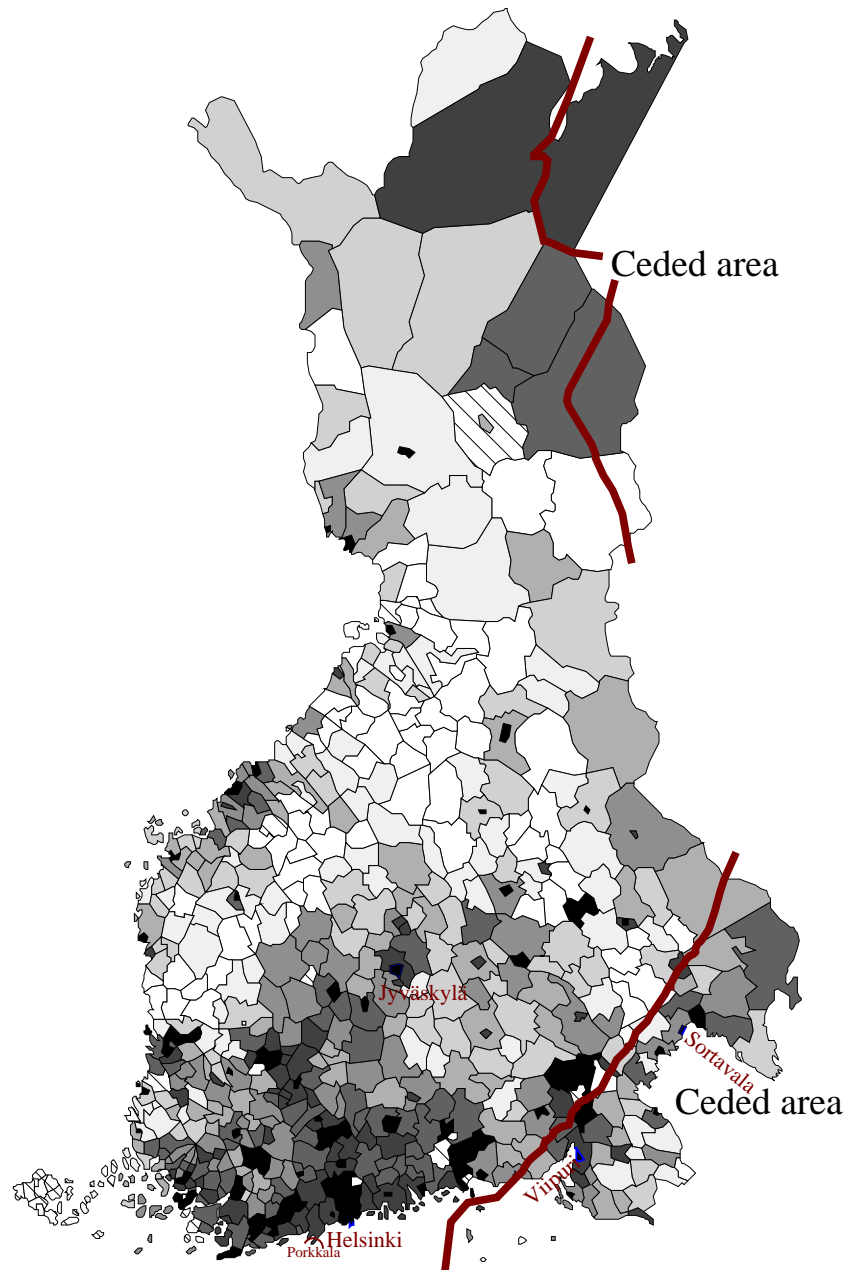 Ceded area
Jyväskylä
Sortavala
Ceded area
Viipuri
Helsinki
Porkkala